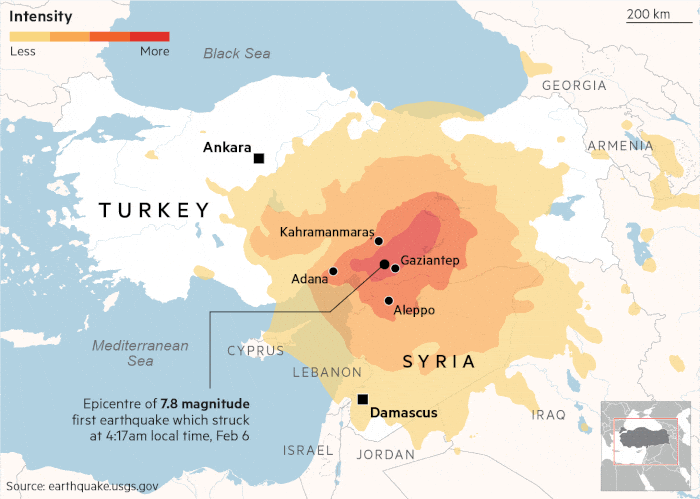 Intensity
Less More
200 km
Black Sea
GEORGIA
ARMENIA
Ankara
TURKEY
Kahramanmaras
Gaziantep
Adana
Aleppo
Mediterranean
Sea
CYPRUS
SYRIA
LEBANON
Epicentre of 7.8 magnitude
first earthquake which struck
at 4:17am local time, Feb 6
Damascus
IRAQ
ISRAEL
JORDAN
Source: earthquake.usgs.gov